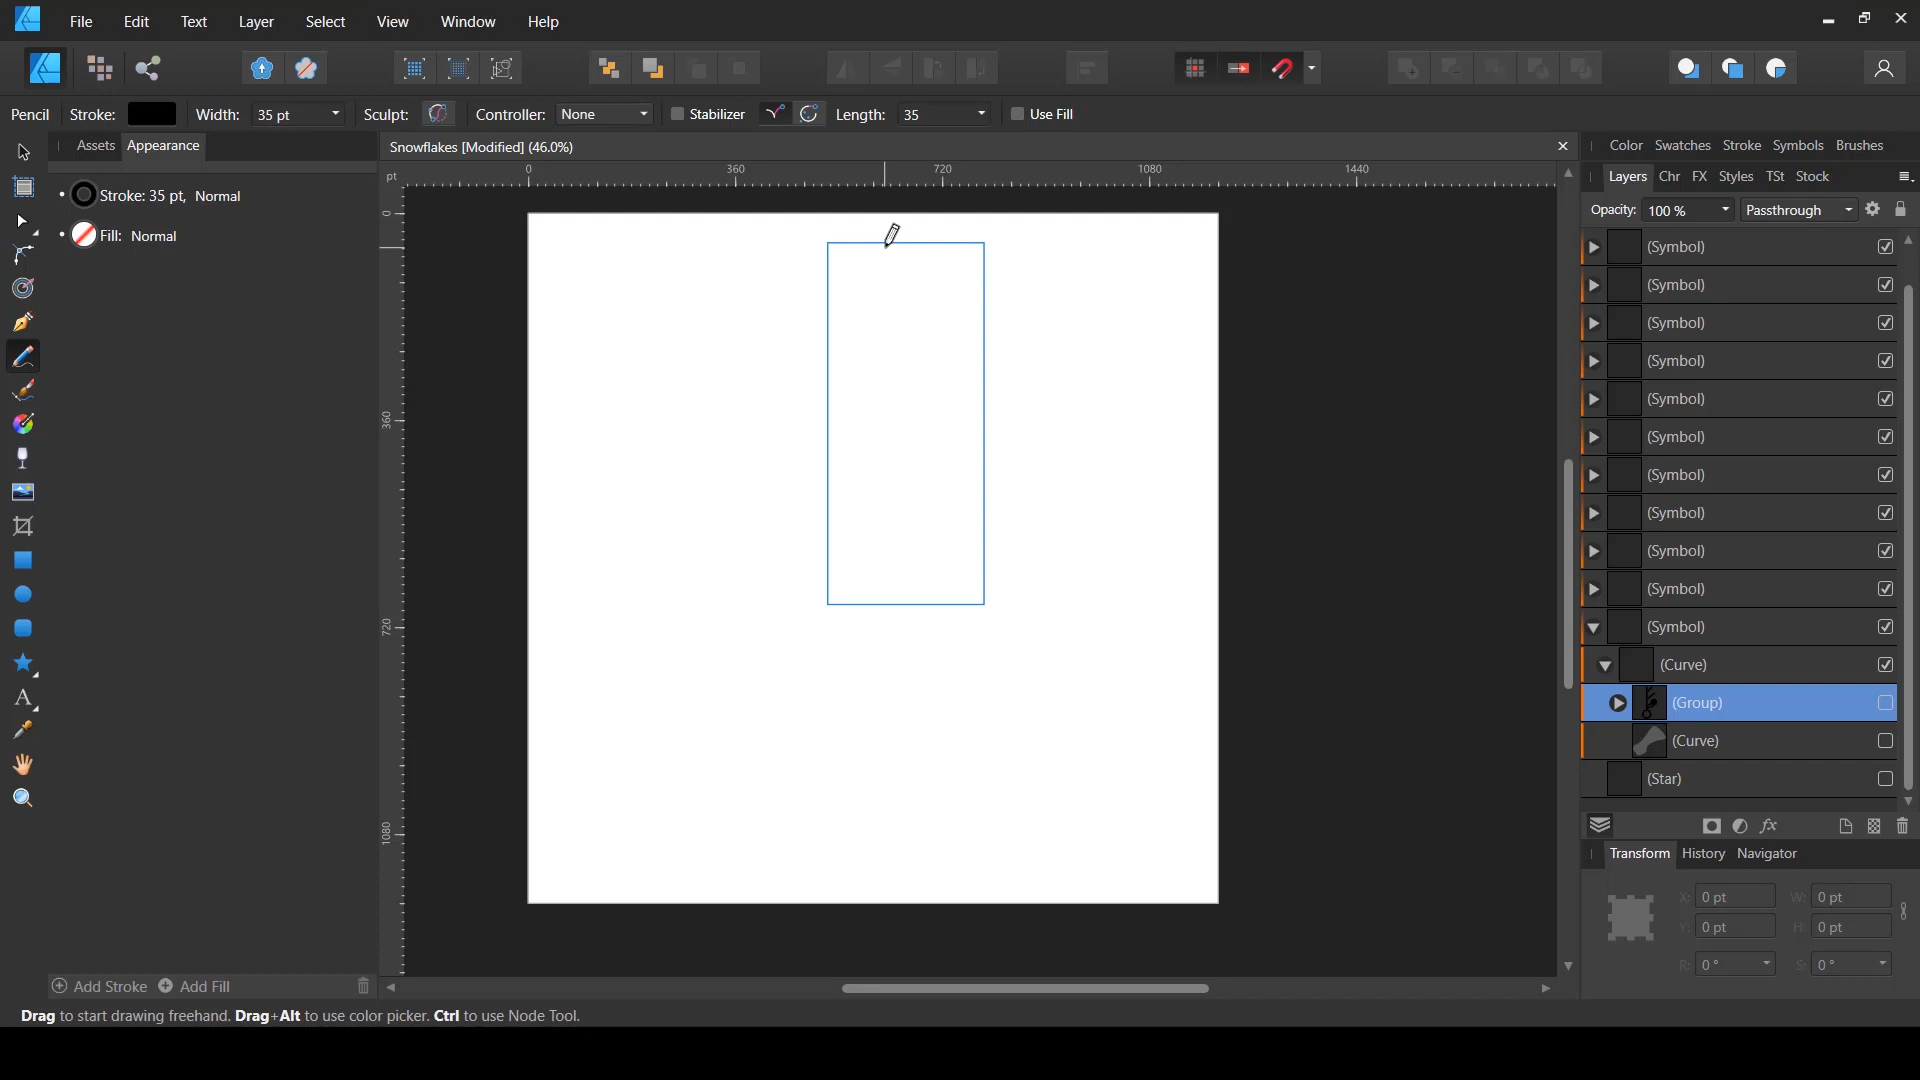 File Edit Text Layer Select View Window Help
Pencil Stroke: Width: 35 pt Sculpt: Controller: None Stabilizer Length: 35 Use Fill
Assets Appearance
Snowflakes [Modified] (46.0%)
Color Swatches Stroke Symbols Brushes
pt 0 360 720 1080 1440
Layers Chr FX Styles TSt Stock
Stroke: 35 pt, Normal
Opacity: 100 % Passthrough
Fill: Normal
0
360
720
1080
(Symbol)
(Symbol)
(Symbol)
(Symbol)
(Symbol)
(Symbol)
(Symbol)
(Symbol)
(Symbol)
(Symbol)
(Symbol)
(Curve)
(Group)
(Curve)
(Star)
Transform History Navigator
X: 0 pt W: 0 pt
Y: 0 pt H: 0 pt
R: 0 ° S: 0 °
Add Stroke Add Fill
Drag to start drawing freehand. Drag+Alt to use color picker. Ctrl to use Node Tool.